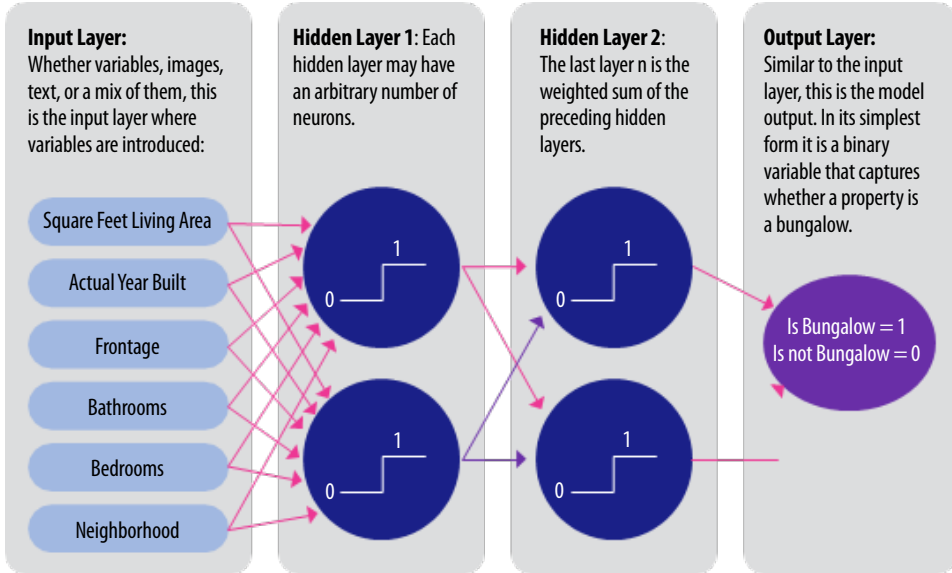 Input Layer:
Whether variables, images,
text, or a mix of them, this
is the input layer where
variables are introduced:
Square Feet Living Area
Actual Year Built
Frontage
Bathrooms
Bedrooms
Neighborhood
Hidden Layer 1: Each
hidden layer may have
an arbitrary number of
neurons.
1
0
1
0
Hidden Layer 2:
The last layer n is the
weighted sum of the
preceding hidden
layers.
1
0
1
0
Output Layer:
Similar to the input
layer, this is the model
output. In its simplest
form it is a binary
variable that captures
whether a property is
a bungalow.
Is Bungalow = 1
Is not Bungalow = 0